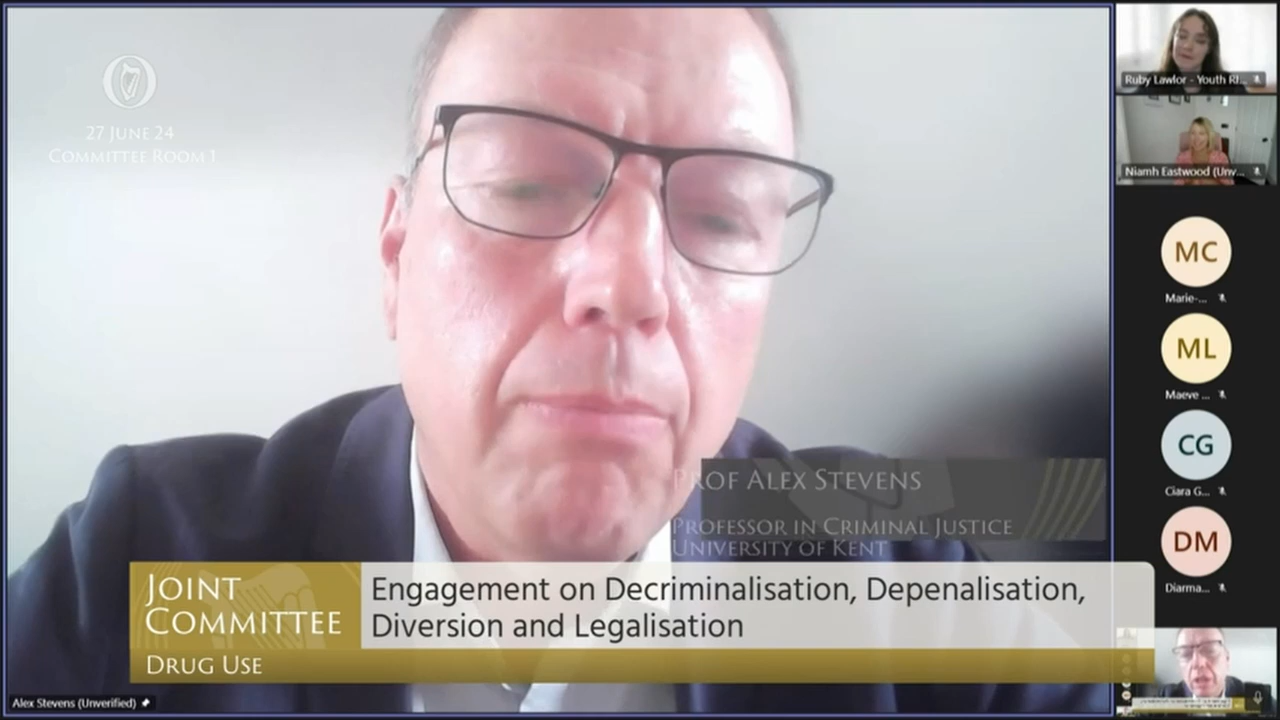 27 JUNE 24
COMMITTEE ROOM 1
PROF ALEX STEVENS
PROFESSOR IN CRIMINAL JUSTICE
UNIVERSITY OF KENT
JOINT
COMMITTEE
Engagement on Decriminalisation, Depenalisation,
Diversion and Legalisation
DRUG USE
Alex Stevens (Unverified)
Ruby Lawlor - Youth RI...
Niamh Eastwood (Unv...
MC
Marie-...
ML
Maeve ...
CG
Ciara G...
DM
Diarma...